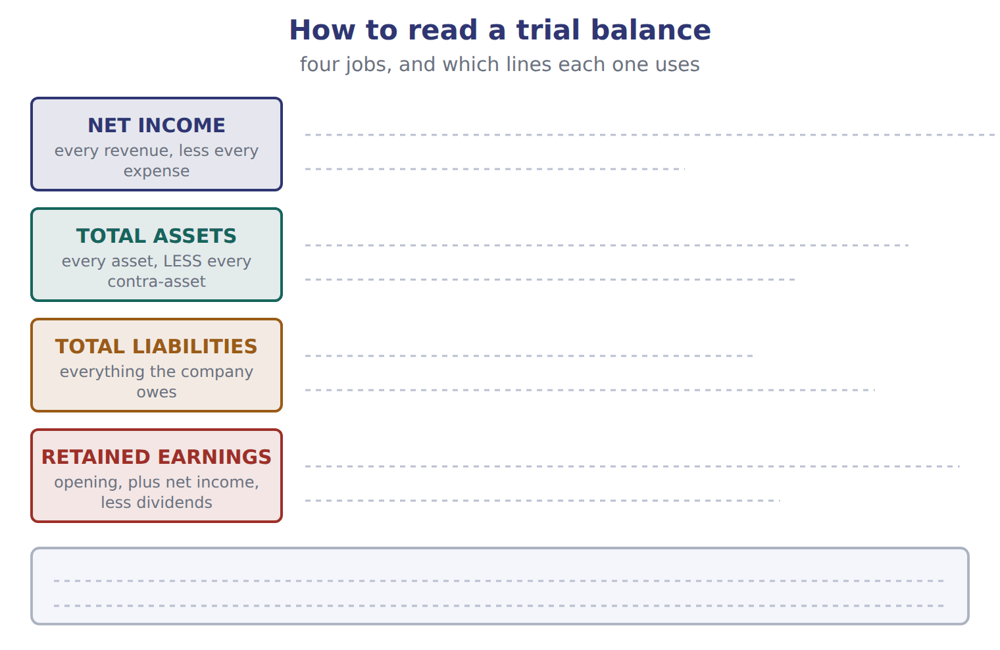 How to read a trial balance
four jobs, and which lines each one uses
NET INCOME
every revenue, less every
expense
TOTAL ASSETS
every asset, LESS every
contra-asset
TOTAL LIABILITIES
everything the company
owes
RETAINED EARNINGS
opening, plus net income,
less dividends